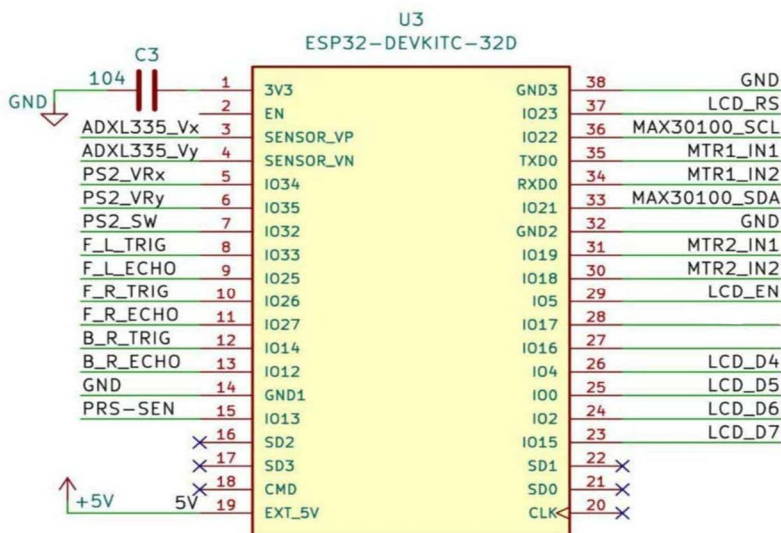 U3
ESP32-DEVKITC-32D
C3
104
GND
1 3V3 GND3 38 GND
2 EN IO23 37 LCD_RS
ADXL335_Vx 3 SENSOR_VP IO22 36 MAX30100_SCL
ADXL335_Vy 4 SENSOR_VN TXD0 35 MTR1_IN1
PS2_VRx 5 IO34 RXD0 34 MTR1_IN2
PS2_VRy 6 IO35 IO21 33 MAX30100_SDA
PS2_SW 7 IO32 GND2 32 GND
F_L_TRIG 8 IO33 IO19 31 MTR2_IN1
F_L_ECHO 9 IO25 IO18 30 MTR2_IN2
F_R_TRIG 10 IO26 IO5 29 LCD_EN
F_R_ECHO 11 IO27 IO17 28
B_R_TRIG 12 IO14 IO16 27
B_R_ECHO 13 IO12 IO4 26 LCD_D4
GND 14 GND1 IO0 25 LCD_D5
PRS-SEN 15 IO13 IO2 24 LCD_D6
16 SD2 IO15 23 LCD_D7
17 SD3 SD1 22
18 CMD SD0 21
+5V 5V 19 EXT_5V CLK 20